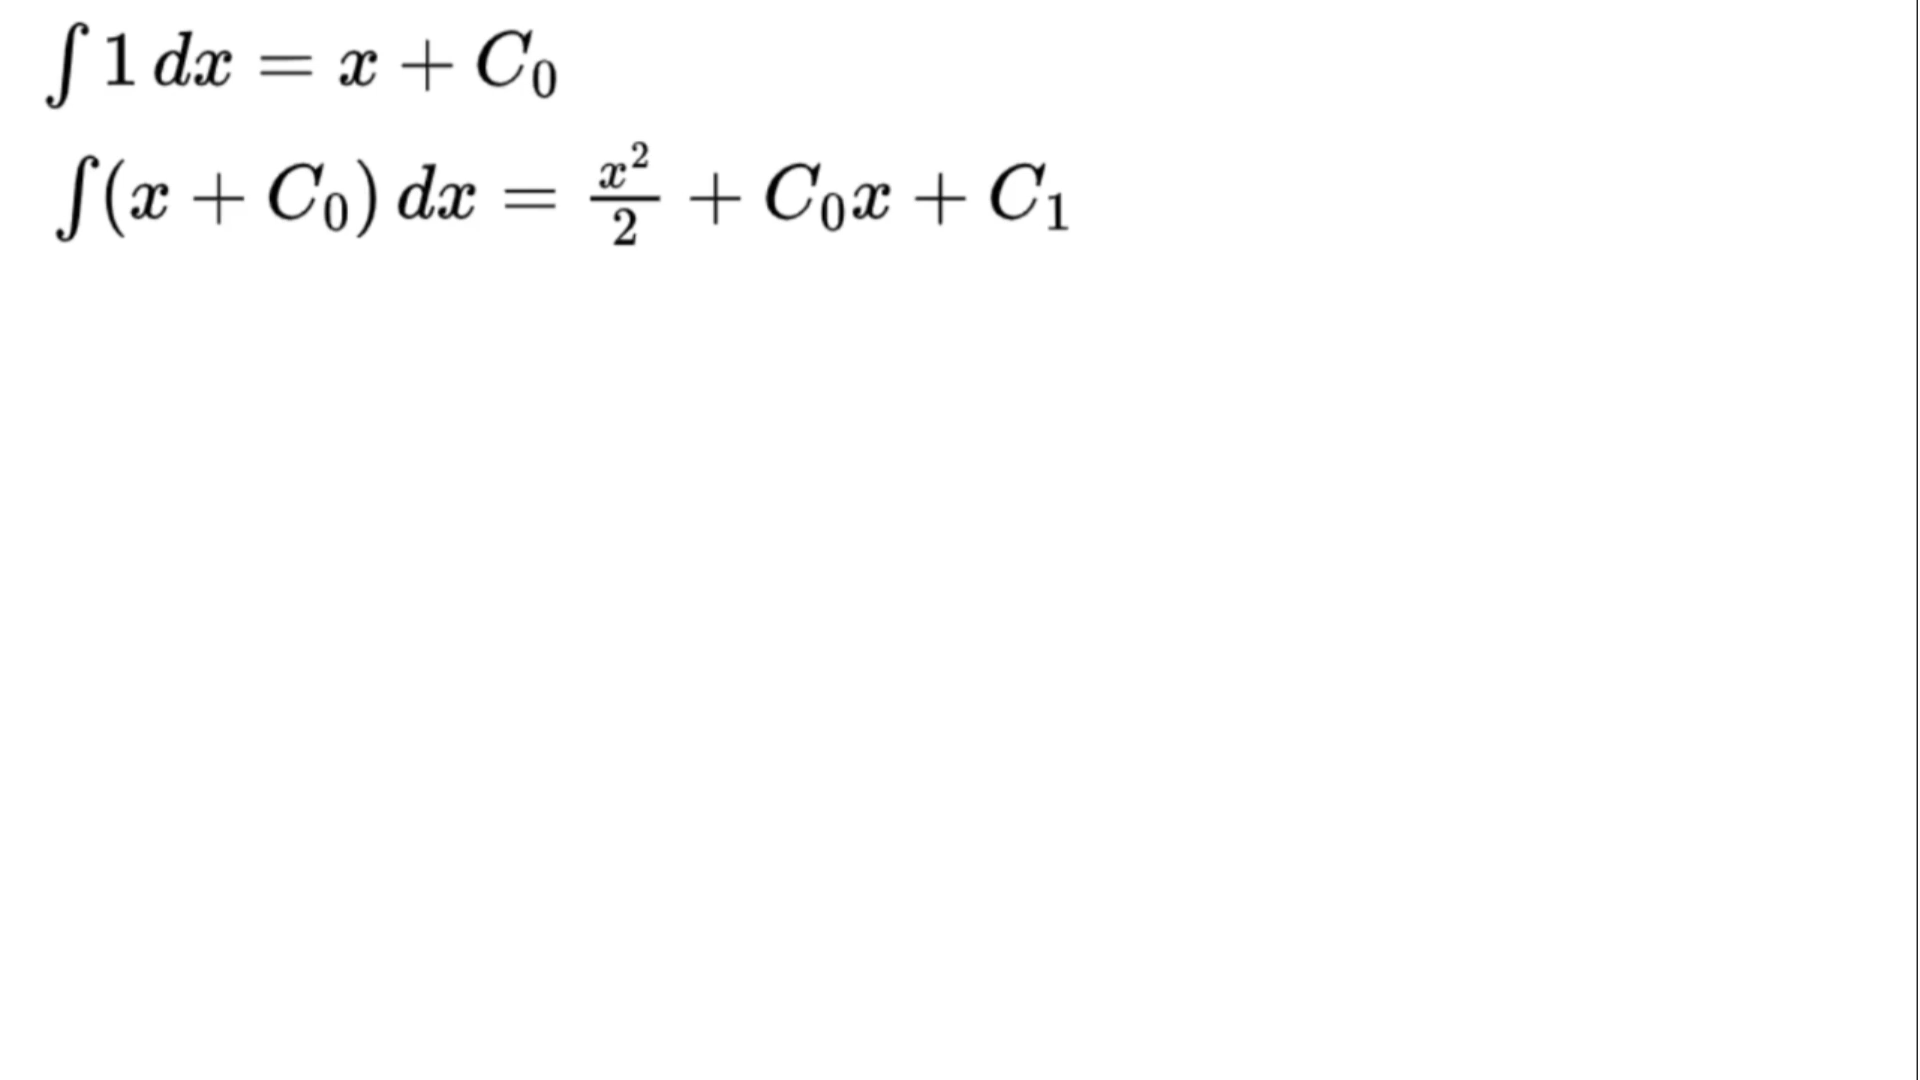 ∫ 1 dx = x + C₀
∫(x + C₀) dx = x²/2 + C₀x + C₁